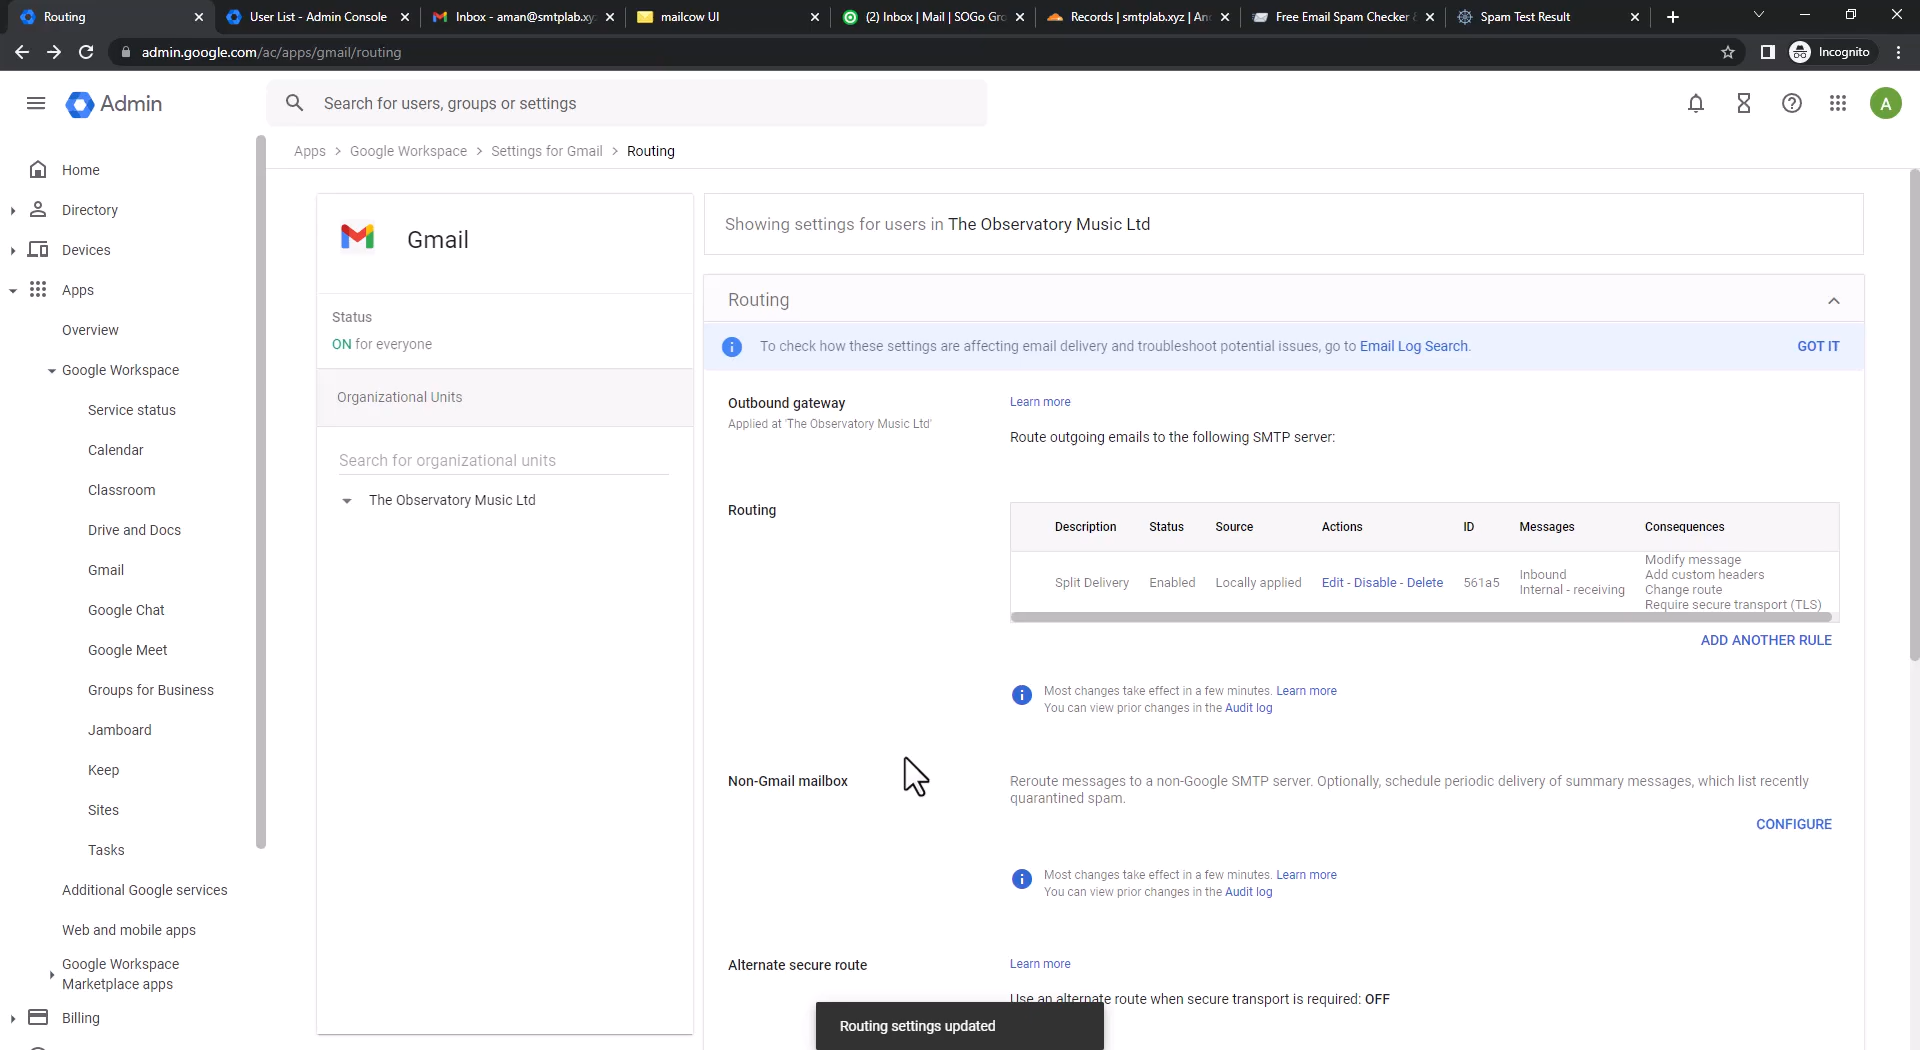 Routing
User List - Admin Console
Inbox - aman@smtplab.xy
mailcow UI
(2) Inbox | Mail | SOGo Gro
Records | smtplab.xyz | An
Free Email Spam Checker
Spam Test Result
admin.google.com/ac/apps/gmail/routing
Incognito
Admin
Search for users, groups or settings
A
Home
Directory
Devices
Apps
Overview
Google Workspace
Service status
Calendar
Classroom
Drive and Docs
Gmail
Google Chat
Google Meet
Groups for Business
Jamboard
Keep
Sites
Tasks
Additional Google services
Web and mobile apps
Google Workspace
Marketplace apps
Billing
Apps > Google Workspace > Settings for Gmail > Routing
Gmail
Status
ON for everyone
Organizational Units
Search for organizational units
The Observatory Music Ltd
Showing settings for users in The Observatory Music Ltd
Routing
To check how these settings are affecting email delivery and troubleshoot potential issues, go to Email Log Search.
GOT IT
Outbound gateway
Applied at 'The Observatory Music Ltd'
Learn more
Route outgoing emails to the following SMTP server:
Routing
Description Status Source Actions ID Messages Consequences
Split Delivery Enabled Locally applied Edit - Disable - Delete 561a5
Inbound
Internal - receiving
Modify message
Add custom headers
Change route
Require secure transport (TLS)
ADD ANOTHER RULE
Most changes take effect in a few minutes. Learn more
You can view prior changes in the Audit log
Non-Gmail mailbox
Reroute messages to a non-Google SMTP server. Optionally, schedule periodic delivery of summary messages, which list recently
quarantined spam.
CONFIGURE
Most changes take effect in a few minutes. Learn more
You can view prior changes in the Audit log
Alternate secure route
Learn more
Use an alternate route when secure transport is required: OFF
Routing settings updated